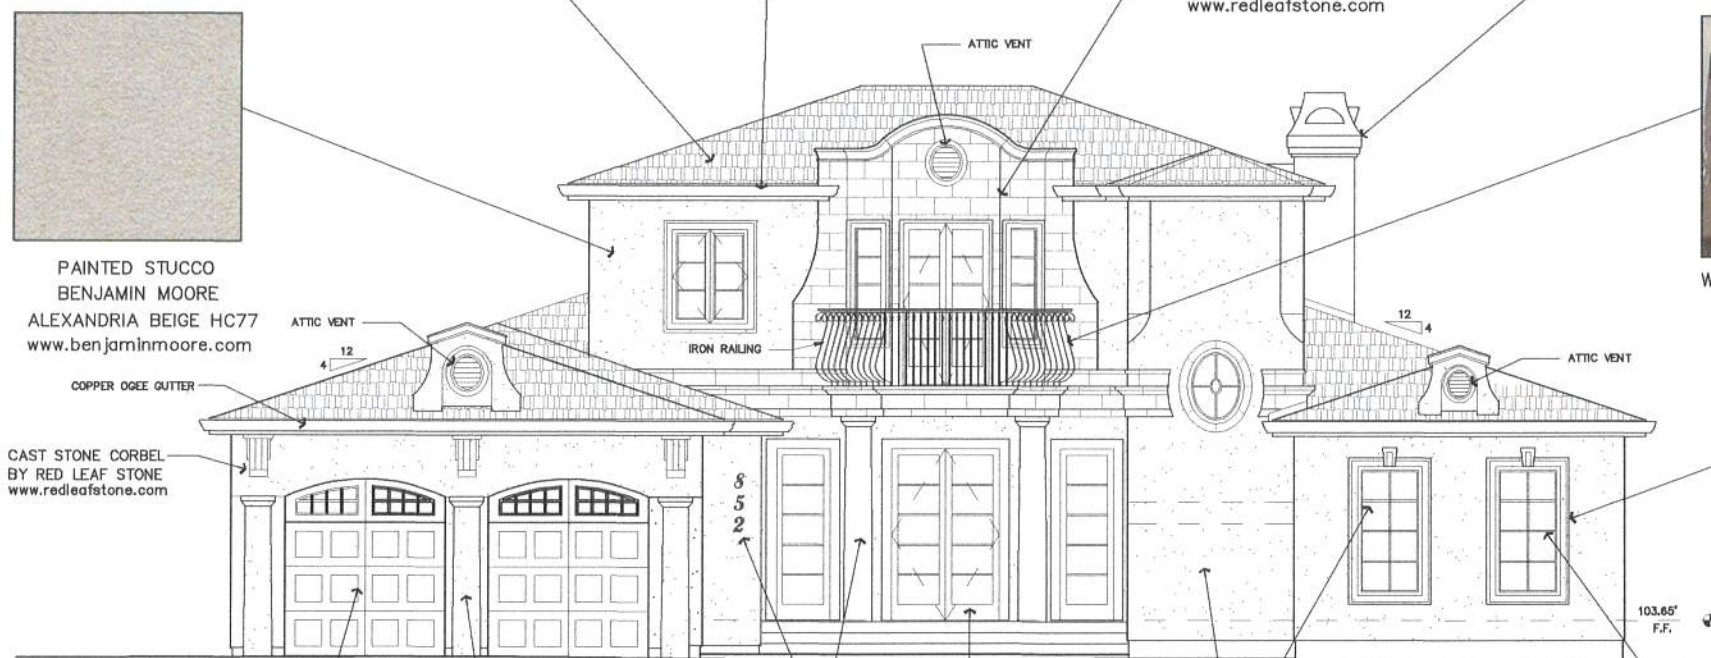 www.redleafstone.com
ATTIC VENT
PAINTED STUCCO
BENJAMIN MOORE
ALEXANDRIA BEIGE HC77
www.benjaminmoore.com
ATTIC VENT
12
4
COPPER OGEE GUTTER
CAST STONE CORBEL
BY RED LEAF STONE
www.redleafstone.com
IRON RAILING
8
5
2
12
4
ATTIC VENT
103.65'
F.F.
W